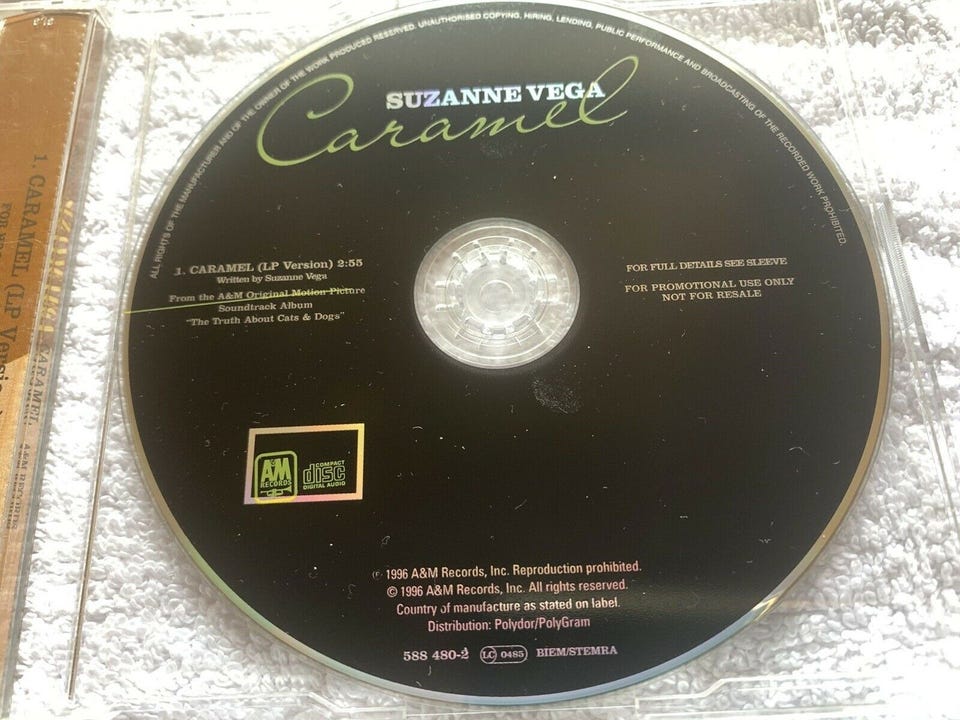 ALL RIGHTS OF THE MANUFACTURER AND OF THE OWNER OF THE WORK PRODUCED RESERVED. UNAUTHORISED COPYING, HIRING, LENDING, PUBLIC PERFORMANCE AND BROADCASTING OF THE RECORDED WORK PROHIBITED.
SUZANNE VEGA
Caramel
1. CARAMEL (LP Version) 2:55
Written by Suzanne Vega
From the A&M Original Motion Picture
Soundtrack Album
"The Truth About Cats & Dogs"
FOR FULL DETAILS SEE SLEEVE
FOR PROMOTIONAL USE ONLY
NOT FOR RESALE
A&M
RECORDS
COMPACT
disc
DIGITAL AUDIO
℗ 1996 A&M Records, Inc. Reproduction prohibited.
© 1996 A&M Records, Inc. All rights reserved.
Country of manufacture as stated on label.
Distribution: Polydor/PolyGram
588 480-2 LC 0485 BIEM/STEMRA
1. CARAMEL (LP